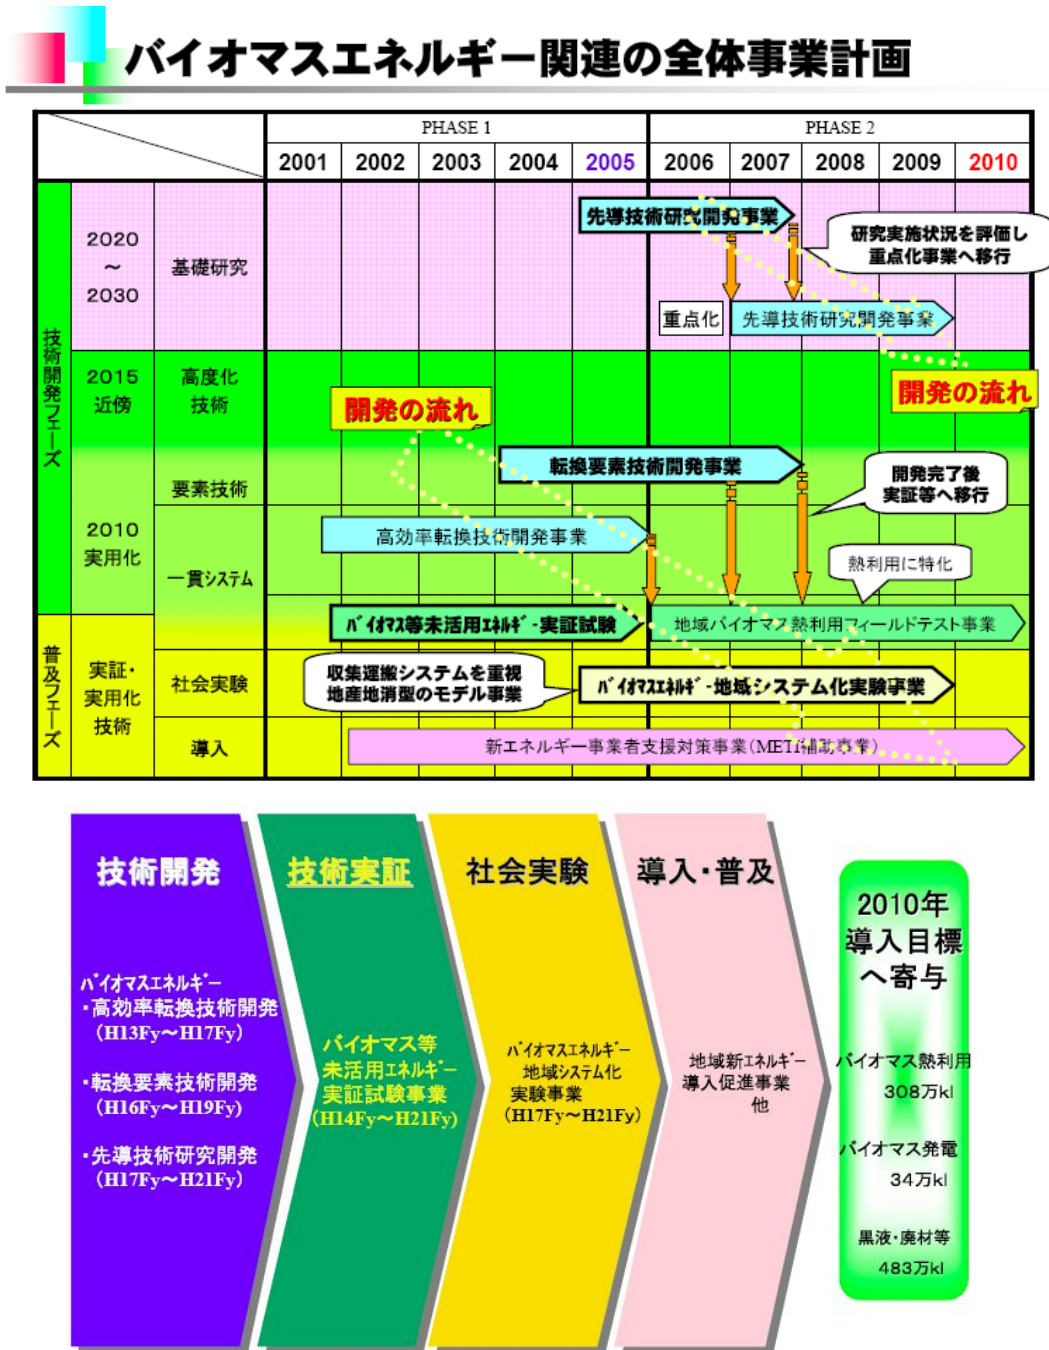 バイオマスエネルギー関連の全体事業計画
PHASE 1
PHASE 2
2001
2002
2003
2004
2005
2006
2007
2008
2009
2010
技術開発フェーズ
2020
～
2030
基礎研究
先導技術研究開発事業
研究実施状況を評価し
重点化事業へ移行
重点化
先導技術研究開発事業
2015
近傍
高度化
技術
開発の流れ
開発の流れ
要素技術
転換要素技術開発事業
開発完了後
実証等へ移行
2010
実用化
一貫システム
高効率転換技術開発事業
熱利用に特化
バイオマス等未活用エネルギー実証試験
地域バイオマス熱利用フィールドテスト事業
普及フェーズ
実証・
実用化
技術
社会実験
収集運搬システムを重視
地産地消型のモデル事業
バイオマスエネルギー地域システム化実験事業
導入
新エネルギー事業者支援対策事業(METI補助事業)
技術開発
バイオマスエネルギー
・高効率転換技術開発
(H13Fy～H17Fy)
・転換要素技術開発
(H16Fy～H19Fy)
・先導技術研究開発
(H17Fy～H21Fy)
技術実証
バイオマス等
未活用エネルギー
実証試験事業
(H14Fy～H21Fy)
社会実験
バイオマスエネルギー
地域システム化
実験事業
(H17Fy～H21Fy)
導入・普及
地域新エネルギー
導入促進事業
他
2010年
導入目標
へ寄与
バイオマス熱利用
308万kl
バイオマス発電
34万kl
黒液・廃材等
483万kl